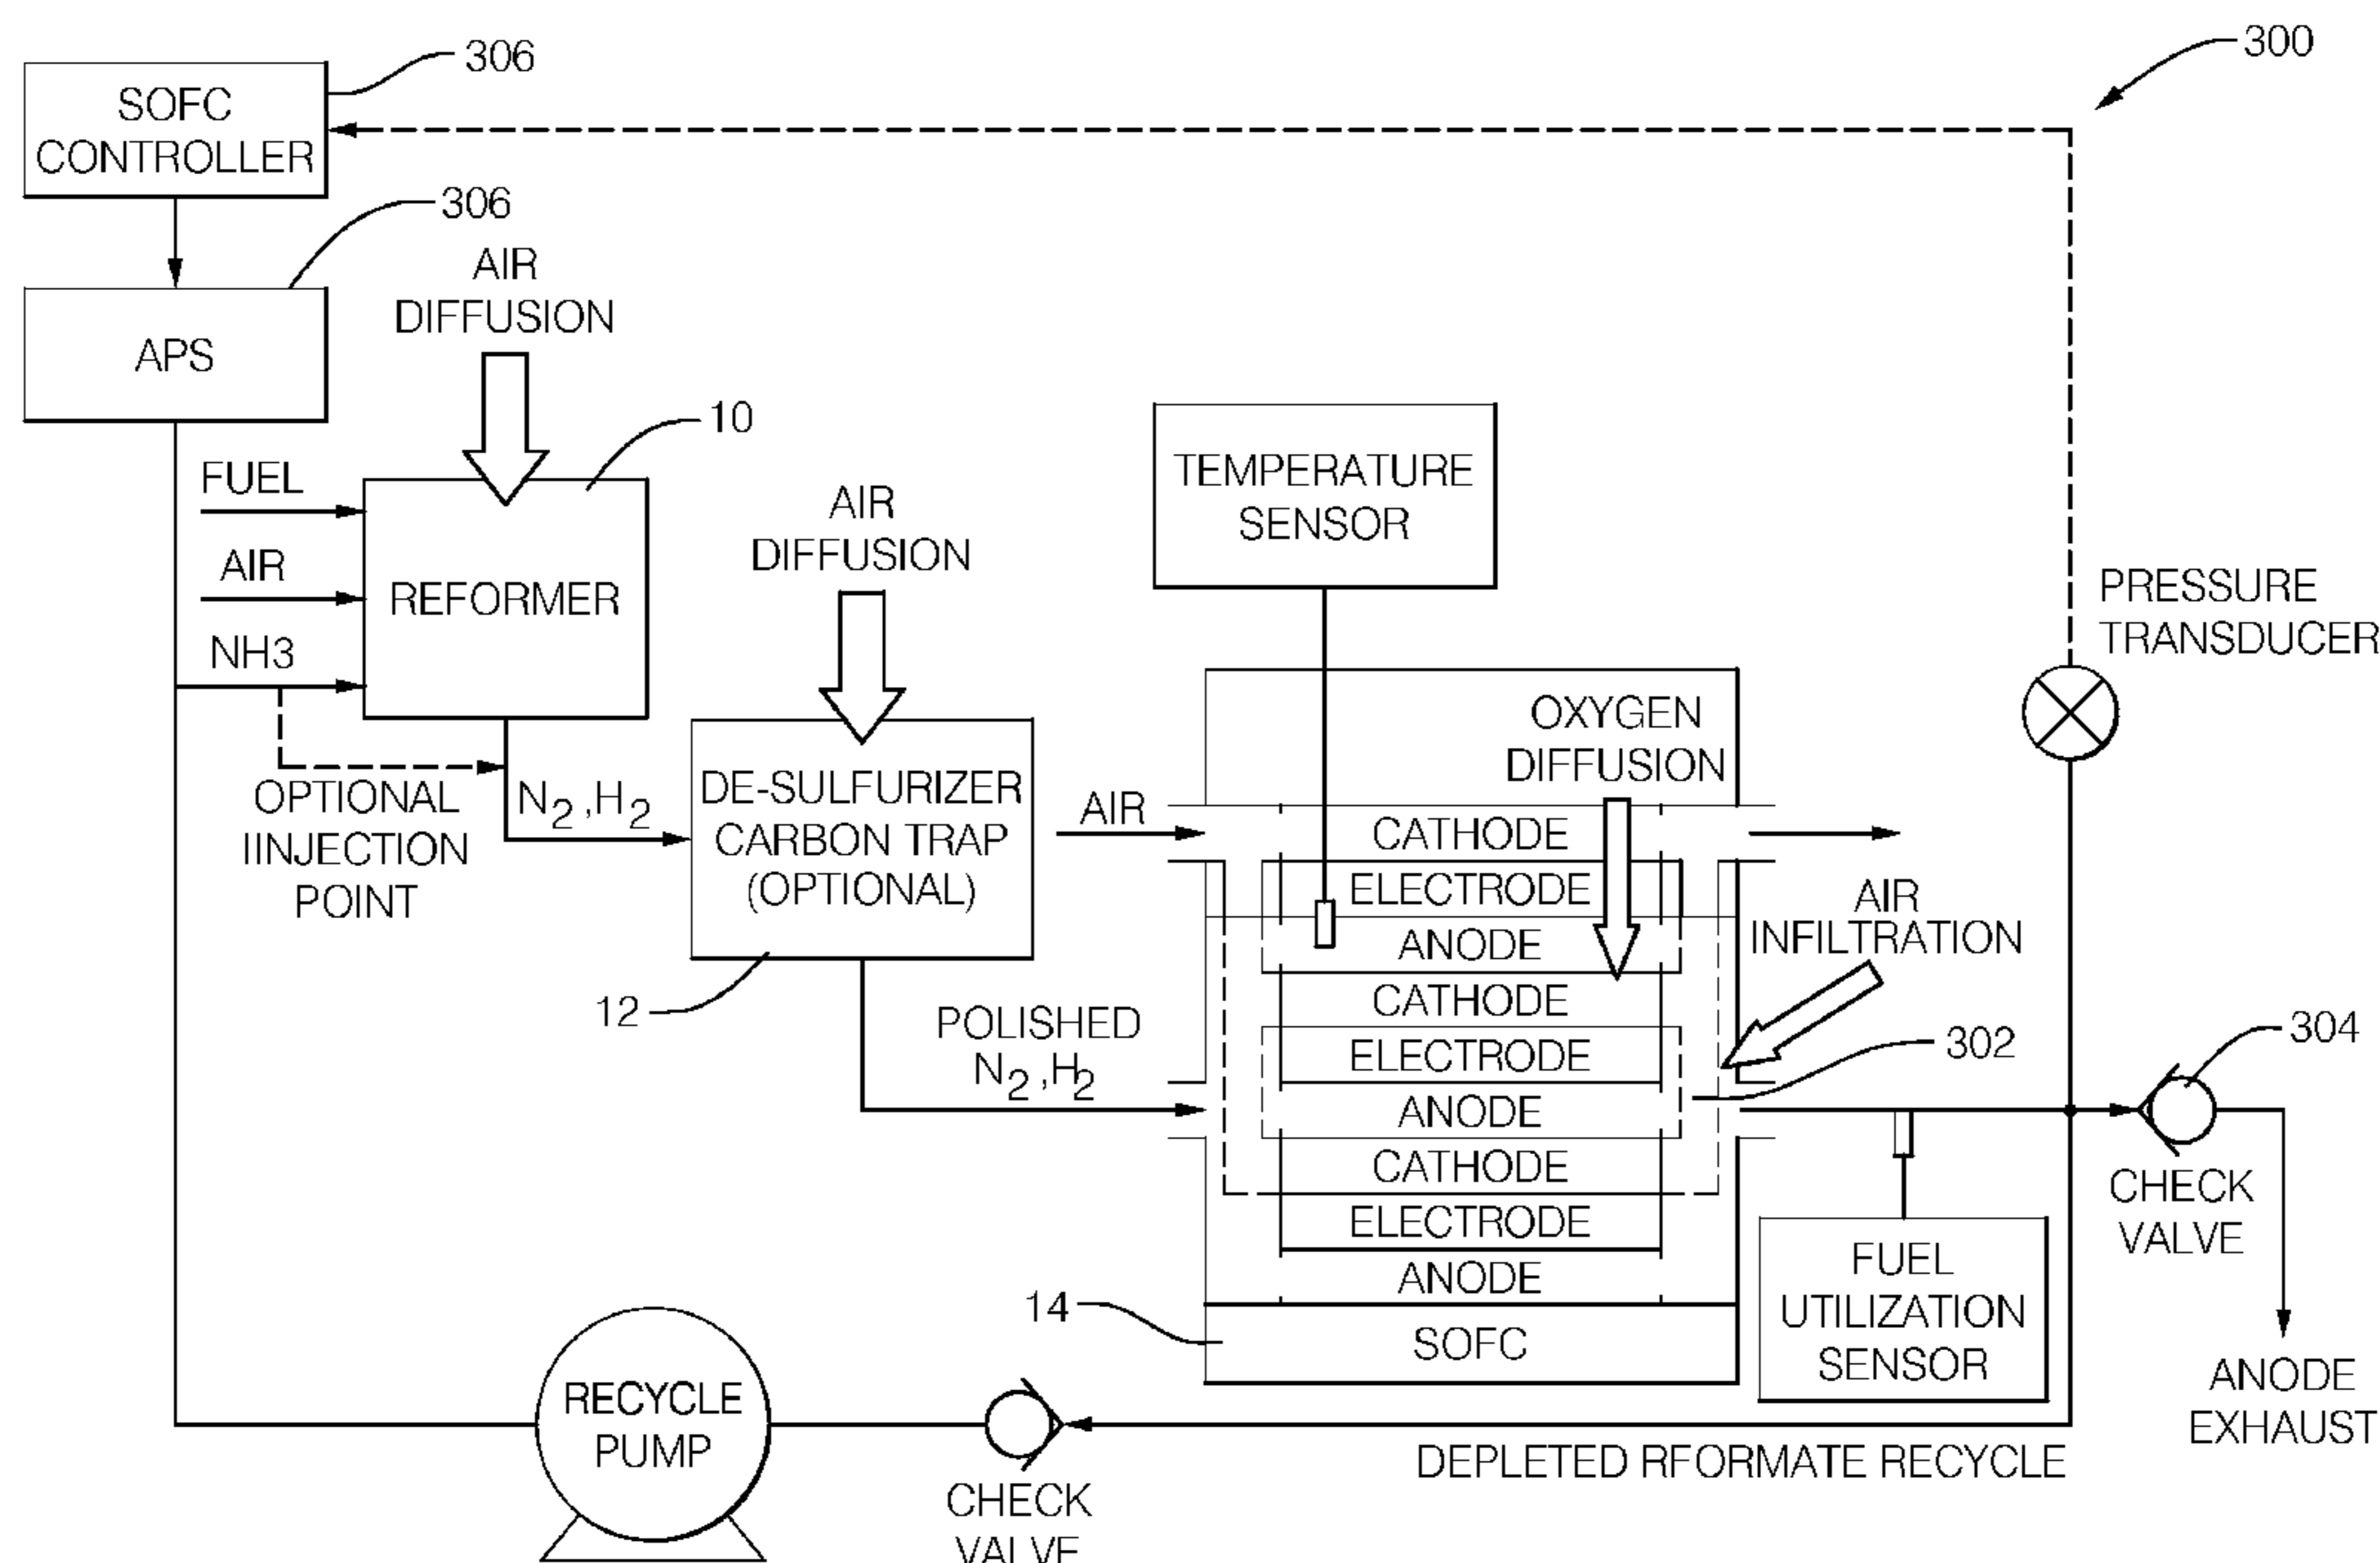 300
306
SOFC
CONTROLLER
306
APS
AIR
DIFFUSION
10
FUEL
AIR
NH3
REFORMER
OPTIONAL
IINJECTION
POINT
N2 ,H2
AIR
DIFFUSION
DE-SULFURIZER
CARBON TRAP
(OPTIONAL)
12
POLISHED
N2 ,H2
TEMPERATURE
SENSOR
AIR
OXYGEN
DIFFUSION
CATHODE
ELECTRODE
ANODE
CATHODE
ELECTRODE
ANODE
CATHODE
ELECTRODE
ANODE
SOFC
14
AIR
INFILTRATION
302
PRESSURE
TRANSDUCER
304
CHECK
VALVE
FUEL
UTILIZATION
SENSOR
ANODE
EXHAUST
DEPLETED RFORMATE RECYCLE
CHECK
VALVE
RECYCLE
PUMP